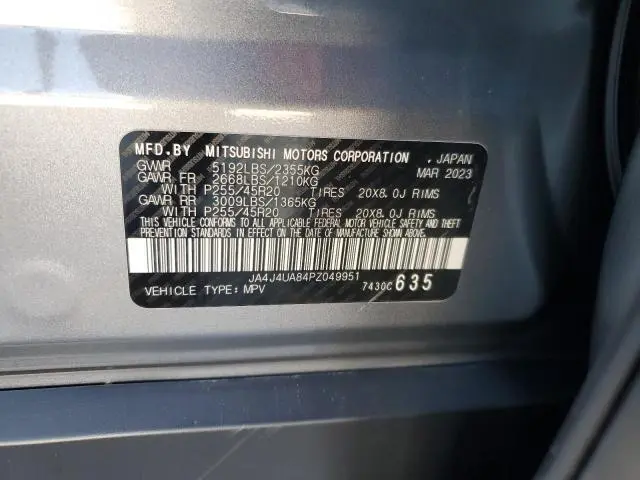 MFD.BY MITSUBISHI MOTORS CORPORATION , JAPAN
GVWR 5192LBS/2355KG MAR 2023
GAWR FR 2668LBS/1210KG
WITH P255/45R20 TIRES 20X8.0J RIMS
GAWR RR 3009LBS/1365KG
WITH P255/45R20 TIRES 20X8.0J RIMS
THIS VEHICLE CONFORMS TO ALL APPLICABLE FEDERAL MOTOR VEHICLE SAFETY AND
THEFT PREVENTION STANDARDS IN EFFECT ON THE DATE OF MANUFACTURE SHOWN ABOVE.
JA4J4UA84PZ049951
VEHICLE TYPE: MPV 7430C 635